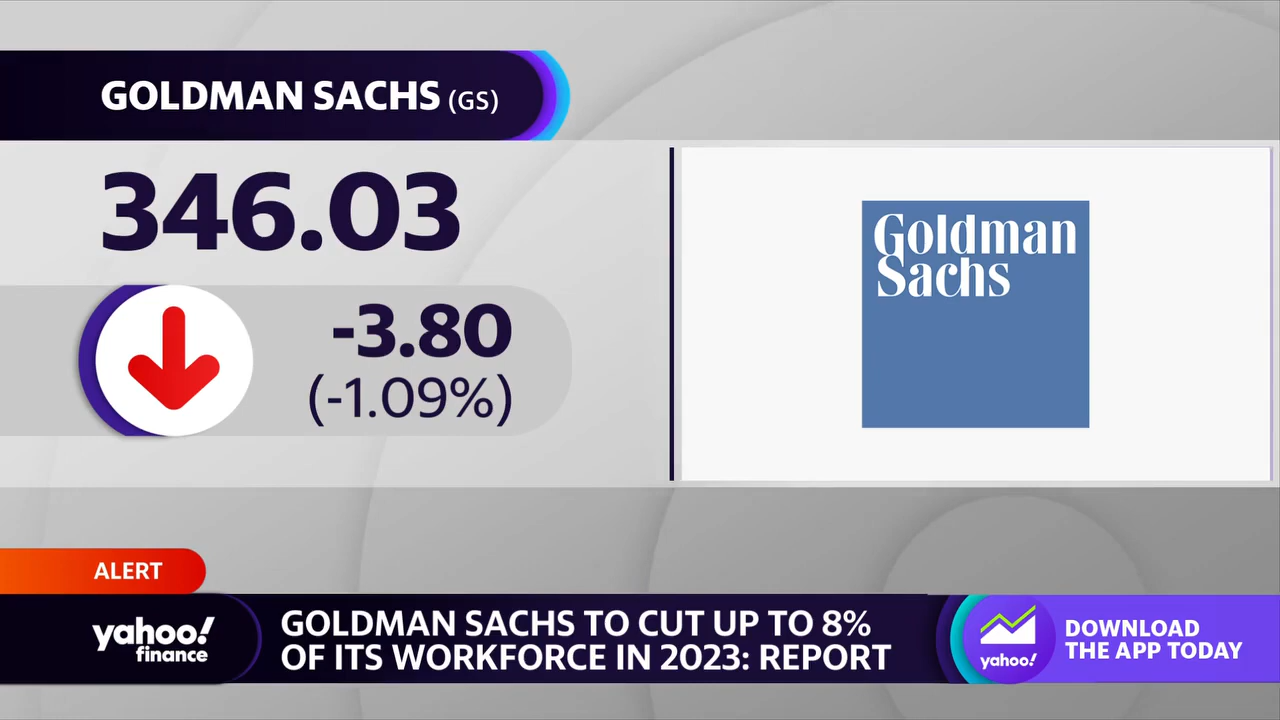 GOLDMAN SACHS (GS)
346.03
-3.80
(-1.09%)
Goldman
Sachs
ALERT
yahoo!
finance
GOLDMAN SACHS TO CUT UP TO 8%
OF ITS WORKFORCE IN 2023: REPORT
yahoo!
DOWNLOAD
THE APP TODAY